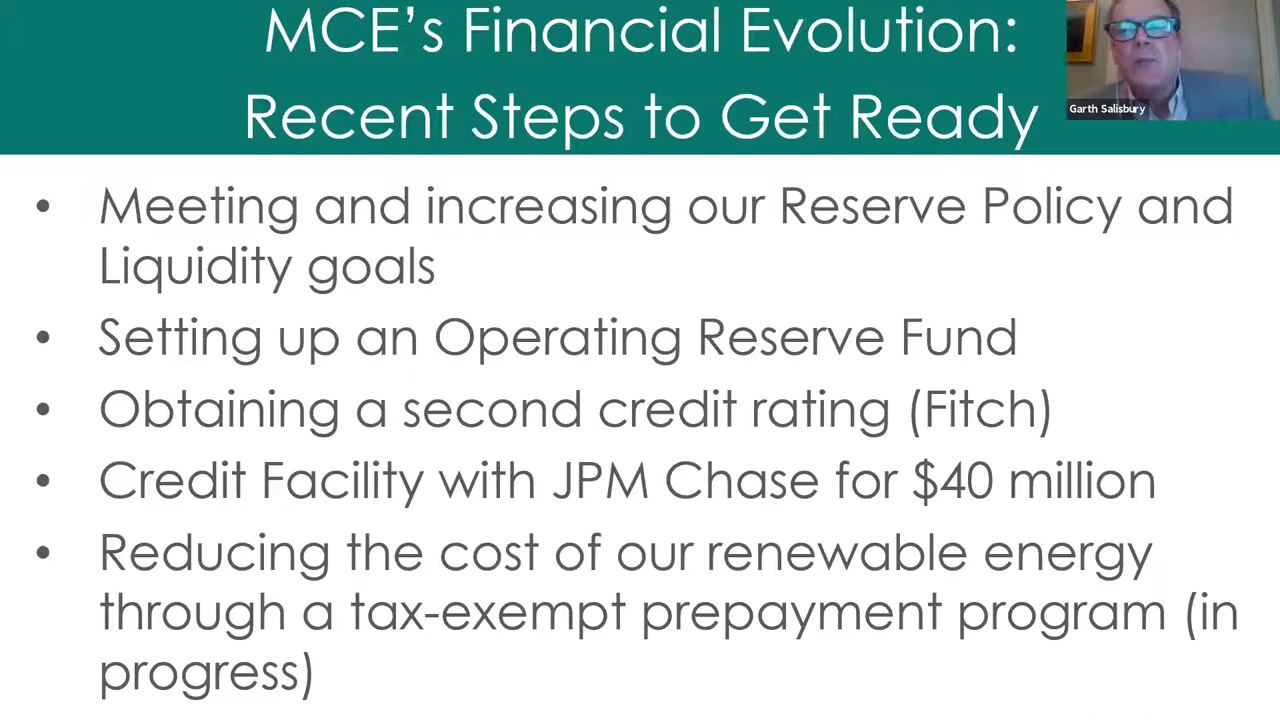 MCE’s Financial Evolution:
Recent Steps to Get Ready
Garth Salisbury
• Meeting and increasing our Reserve Policy and
Liquidity goals
• Setting up an Operating Reserve Fund
• Obtaining a second credit rating (Fitch)
• Credit Facility with JPM Chase for $40 million
• Reducing the cost of our renewable energy
through a tax-exempt prepayment program (in
progress)